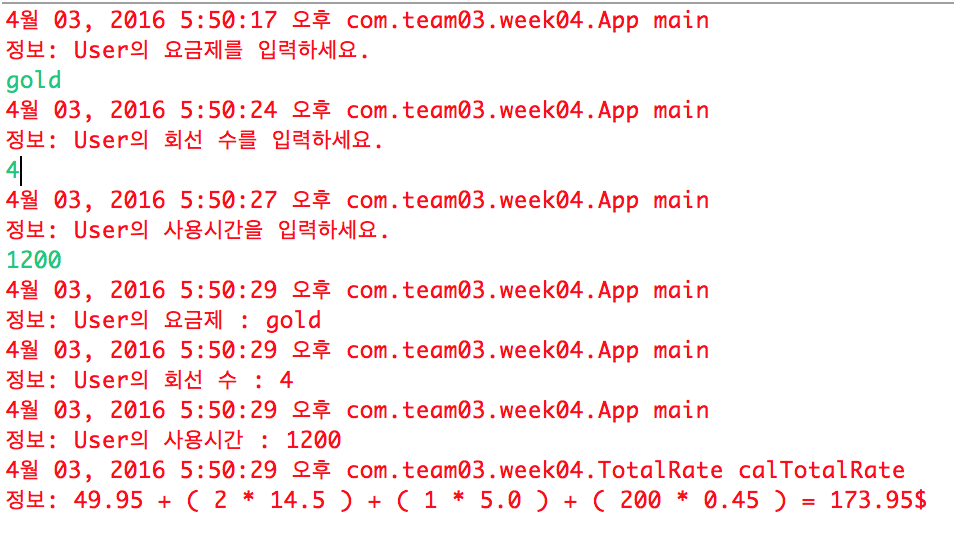 4월 03, 2016 5:50:17 오후 com.team03.week04.App main
정보: User의 요금제를 입력하세요.
gold
4월 03, 2016 5:50:24 오후 com.team03.week04.App main
정보: User의 회선 수를 입력하세요.
4
4월 03, 2016 5:50:27 오후 com.team03.week04.App main
정보: User의 사용시간을 입력하세요.
1200
4월 03, 2016 5:50:29 오후 com.team03.week04.App main
정보: User의 요금제 : gold
4월 03, 2016 5:50:29 오후 com.team03.week04.App main
정보: User의 회선 수 : 4
4월 03, 2016 5:50:29 오후 com.team03.week04.App main
정보: User의 사용시간 : 1200
4월 03, 2016 5:50:29 오후 com.team03.week04.TotalRate calTotalRate
정보: 49.95 + ( 2 * 14.5 ) + ( 1 * 5.0 ) + ( 200 * 0.45 ) = 173.95$